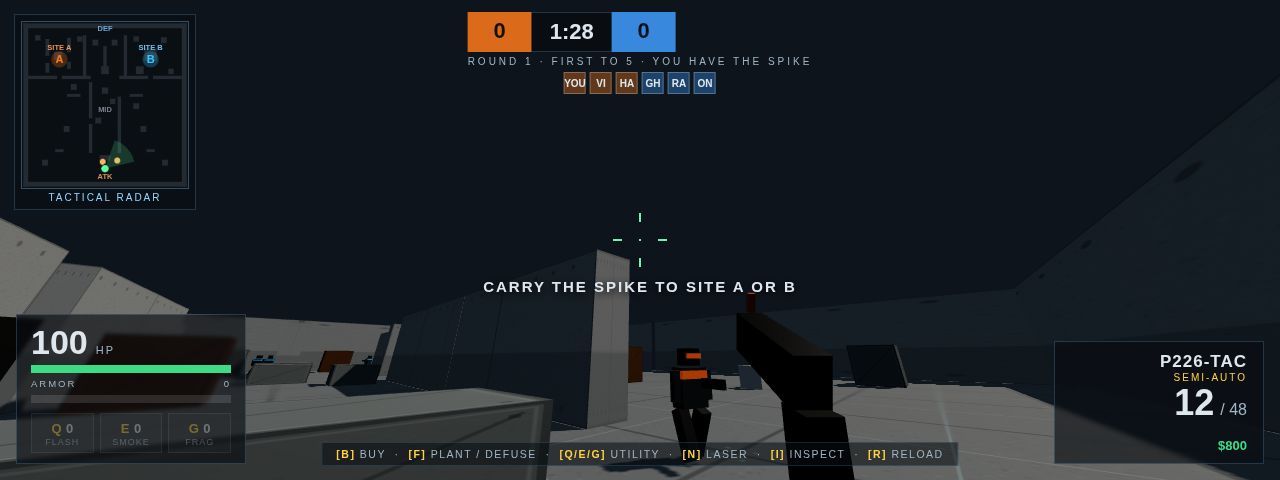 DEF
SITE A
SITE B
A
B
MID
ATK
TACTICAL RADAR
0 1:28 0
ROUND 1 · FIRST TO 5 · YOU HAVE THE SPIKE
YOU VI HA GH RA ON
CARRY THE SPIKE TO SITE A OR B
100 HP
ARMOR 0
Q 0 E 0 G 0
FLASH SMOKE FRAG
[B] BUY · [F] PLANT / DEFUSE · [Q/E/G] UTILITY · [N] LASER · [I] INSPECT · [R] RELOAD
P226-TAC
SEMI-AUTO
12 / 48
$800